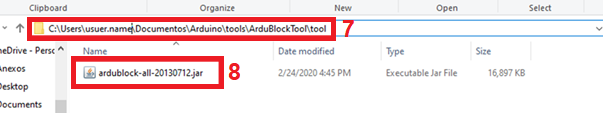 Clipboard Organize New Open
C:\Users\usuer.name\Documentos\Arduino\tools\ArduBlockTool\tool 7
neDrive - Perso Name Date modified Type Size
Anexos
Desktop 8
ardublock-all-20130712.jar 2/24/2020 4:45 PM Executable Jar File 16,897 KB
Documents